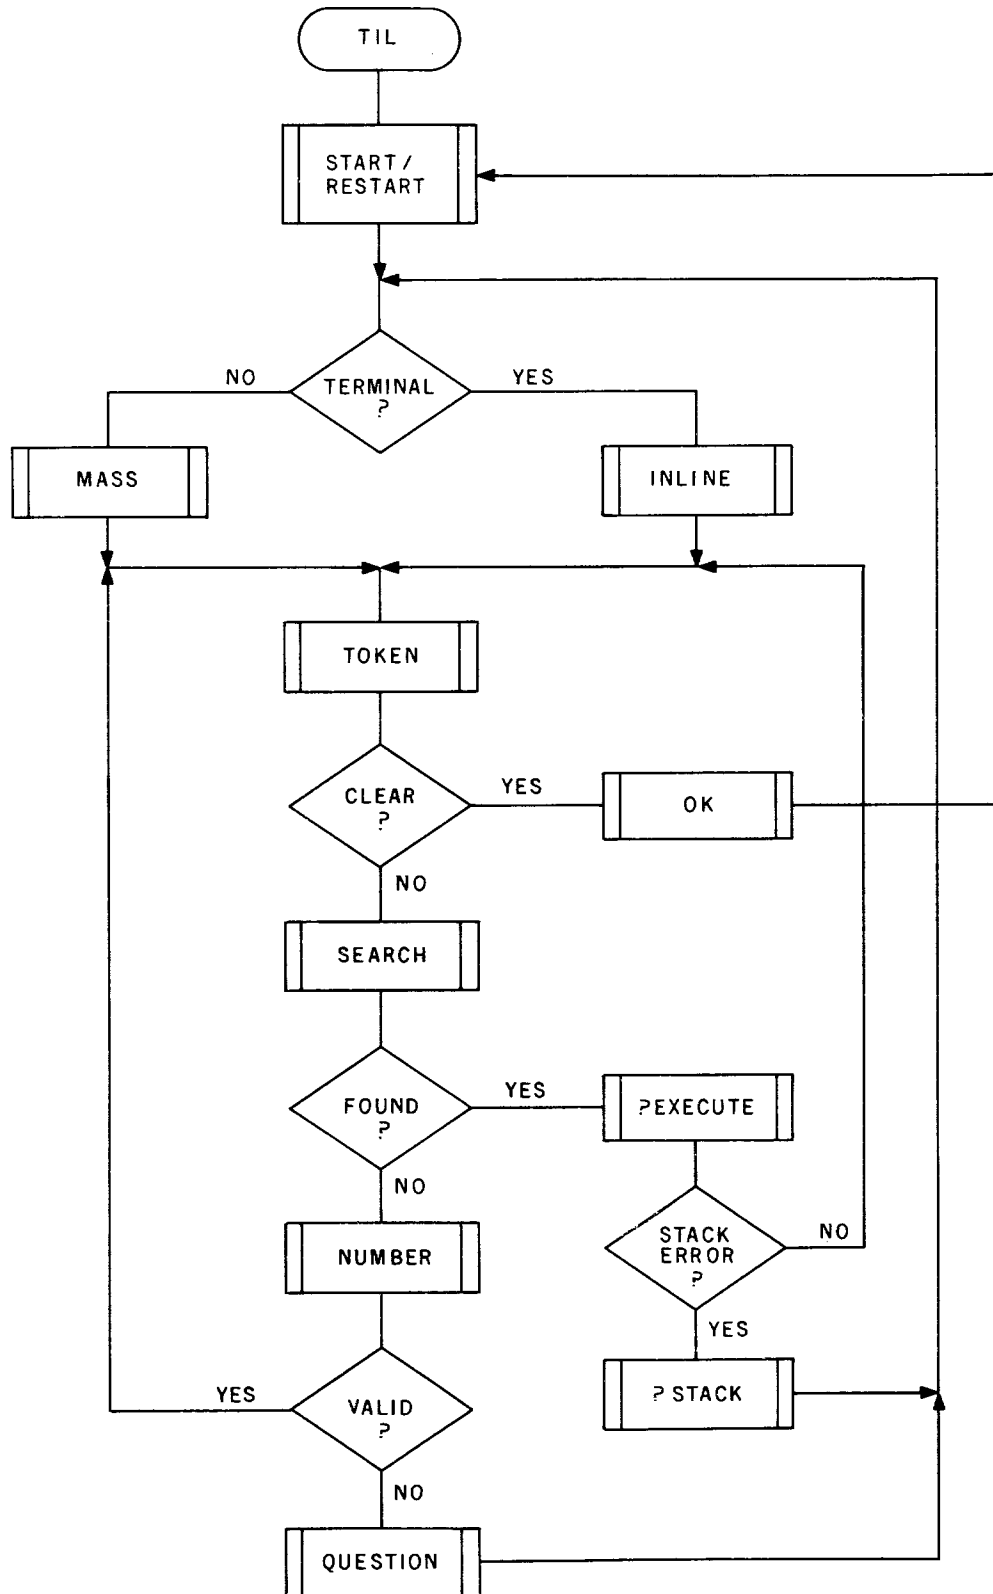 TIL
START/
RESTART
NO
TERMINAL
?
YES
MASS
INLINE
TOKEN
CLEAR
?
YES
OK
NO
SEARCH
FOUND
?
YES
?EXECUTE
NO
STACK
ERROR
?
NO
NUMBER
YES
?STACK
YES
VALID
?
NO
QUESTION